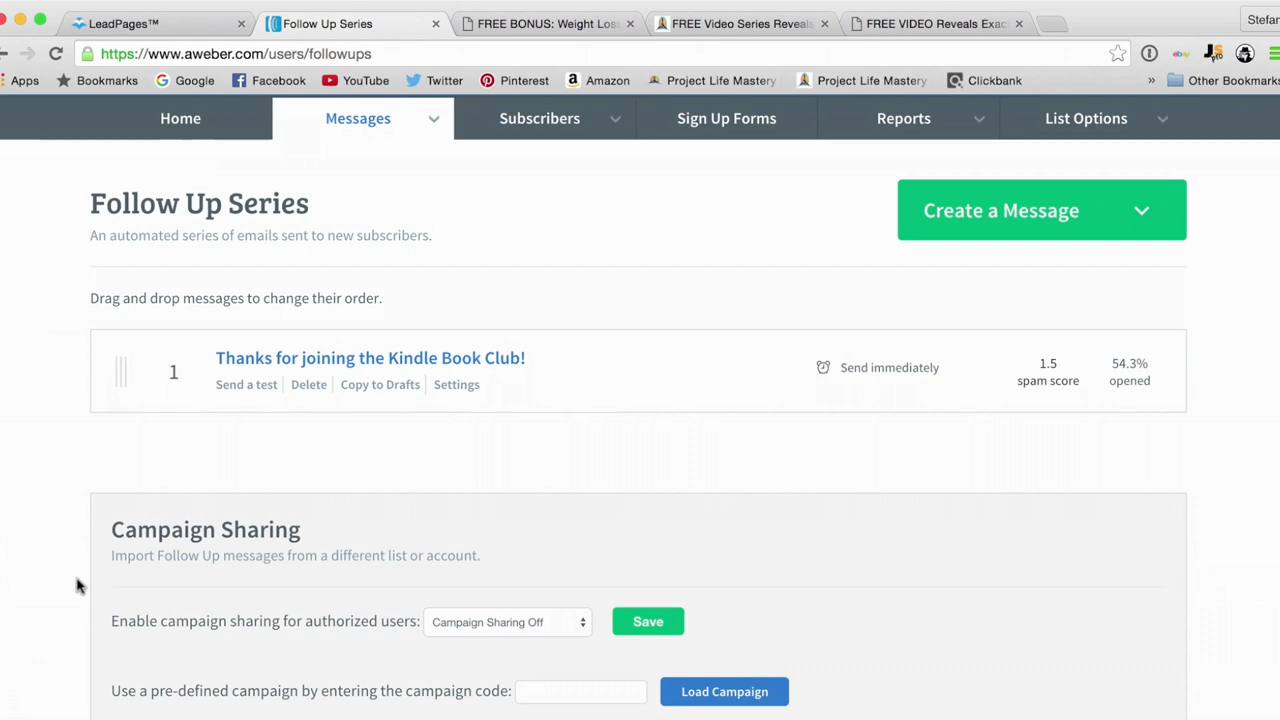 LeadPages™ Follow Up Series FREE BONUS: Weight Los FREE Video Series Reveals FREE VIDEO Reveals Exac Stefan
https://www.aweber.com/users/followups
Apps Bookmarks Google Facebook YouTube Twitter Pinterest Amazon Project Life Mastery Project Life Mastery Clickbank » Other Bookmarks
Home Messages Subscribers Sign Up Forms Reports List Options
Follow Up Series
Create a Message
An automated series of emails sent to new subscribers.
Drag and drop messages to change their order.
1 Thanks for joining the Kindle Book Club! Send immediately 1.5 54.3%
Send a test Delete Copy to Drafts Settings spam score opened
Campaign Sharing
Import Follow Up messages from a different list or account.
Enable campaign sharing for authorized users: Campaign Sharing Off Save
Use a pre-defined campaign by entering the campaign code: Load Campaign